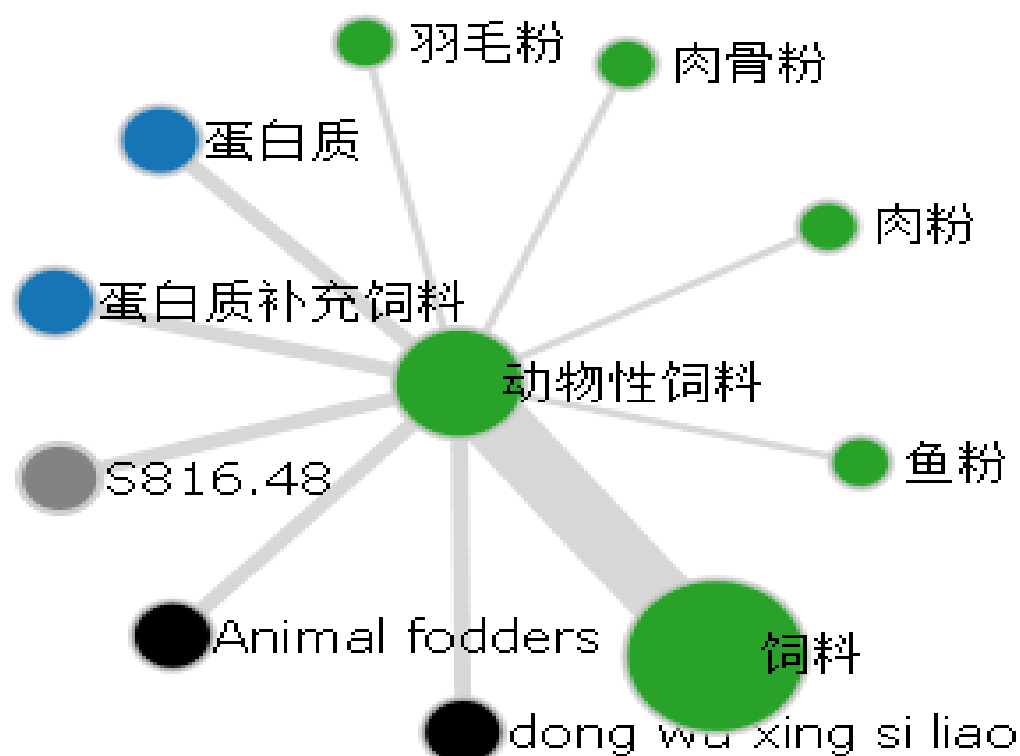 羽毛粉
肉骨粉
蛋白质
肉粉
蛋白质补充饲料
动物性饲料
鱼粉
S816.48
Animal fodders
饲料
dong wu xing si liao